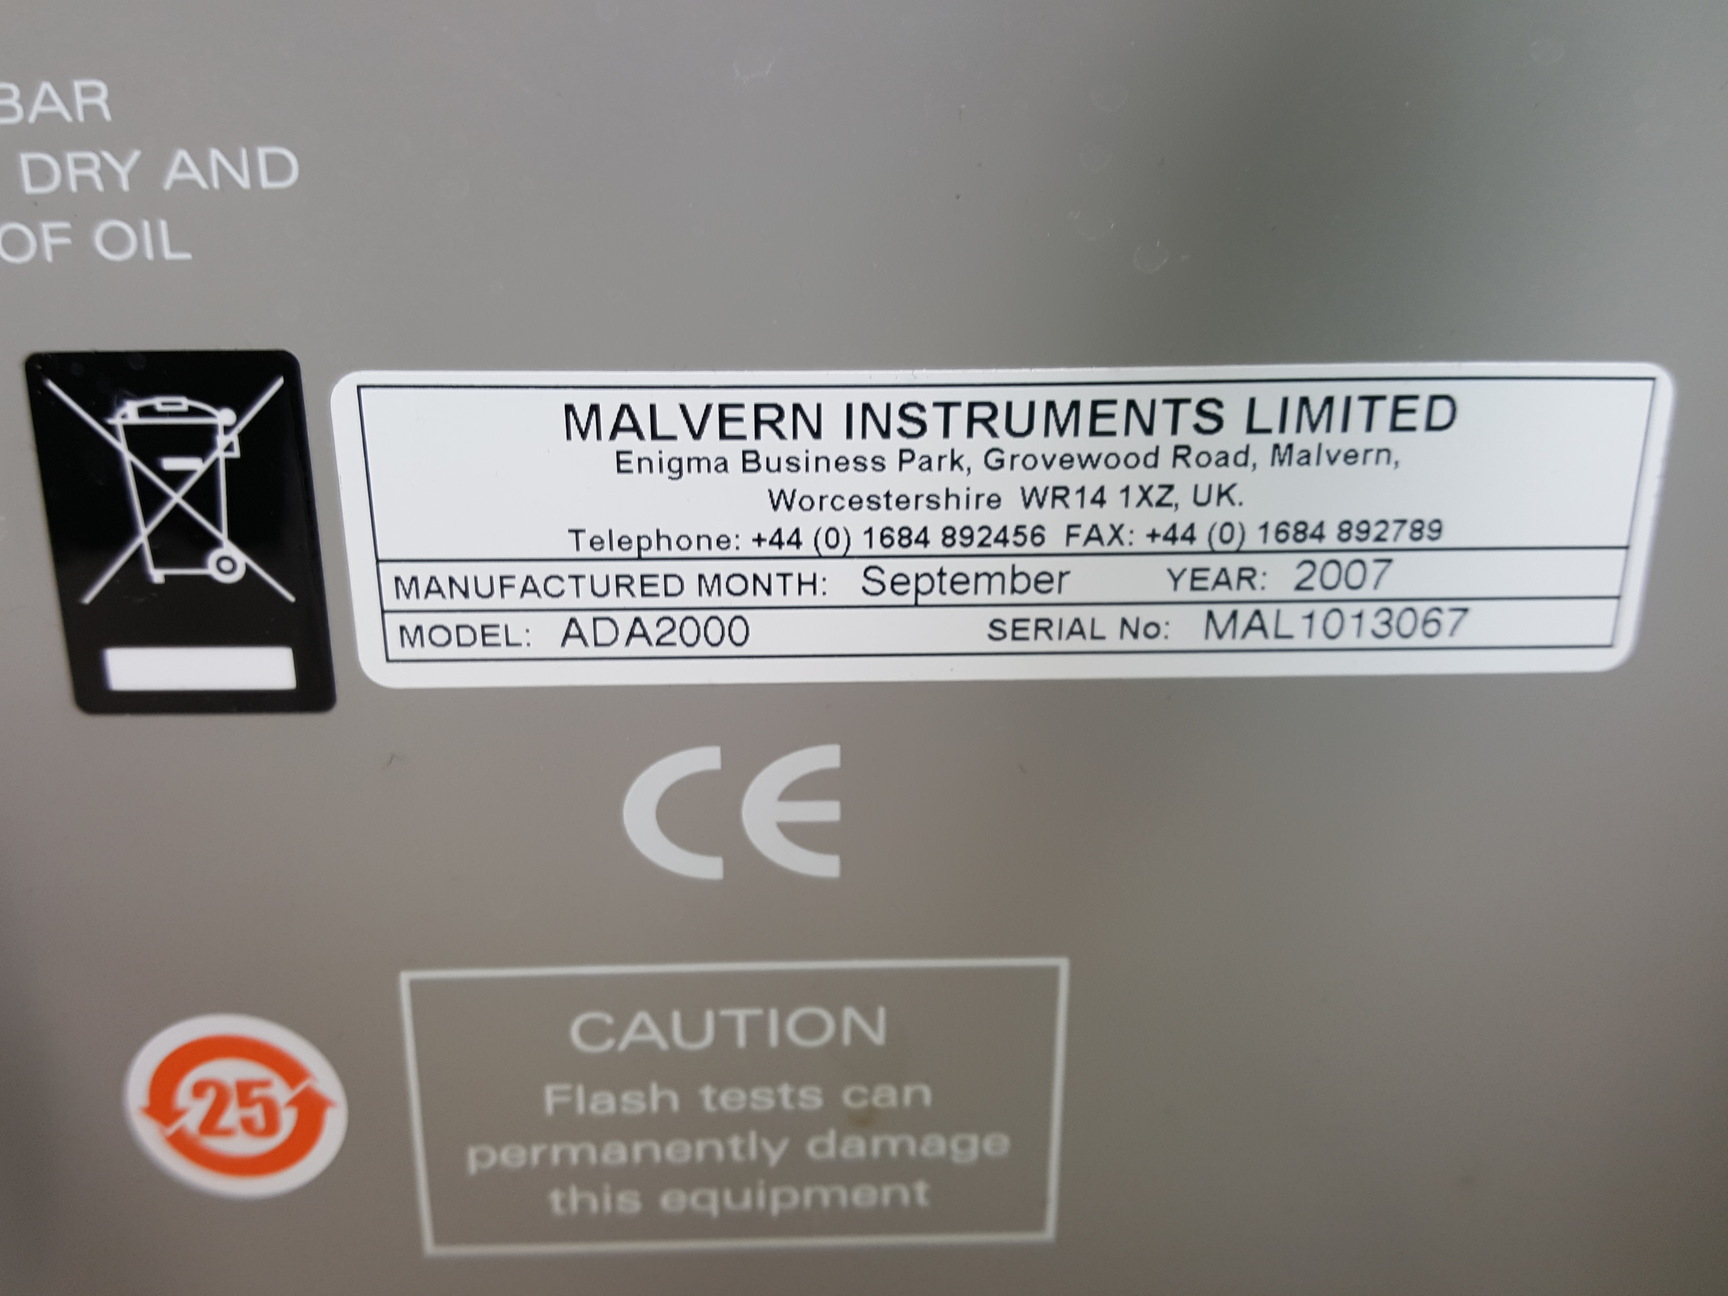 BAR
DRY AND
OF OIL
MALVERN INSTRUMENTS LIMITED
Enigma Business Park, Grovewood Road, Malvern,
Worcestershire WR14 1XZ, UK.
Telephone: +44 (0) 1684 892456 FAX: +44 (0) 1684 892789
MANUFACTURED MONTH: September YEAR: 2007
MODEL: ADA2000 SERIAL No: MAL1013067
CE
25
CAUTION
Flash tests can
permanently damage
this equipment